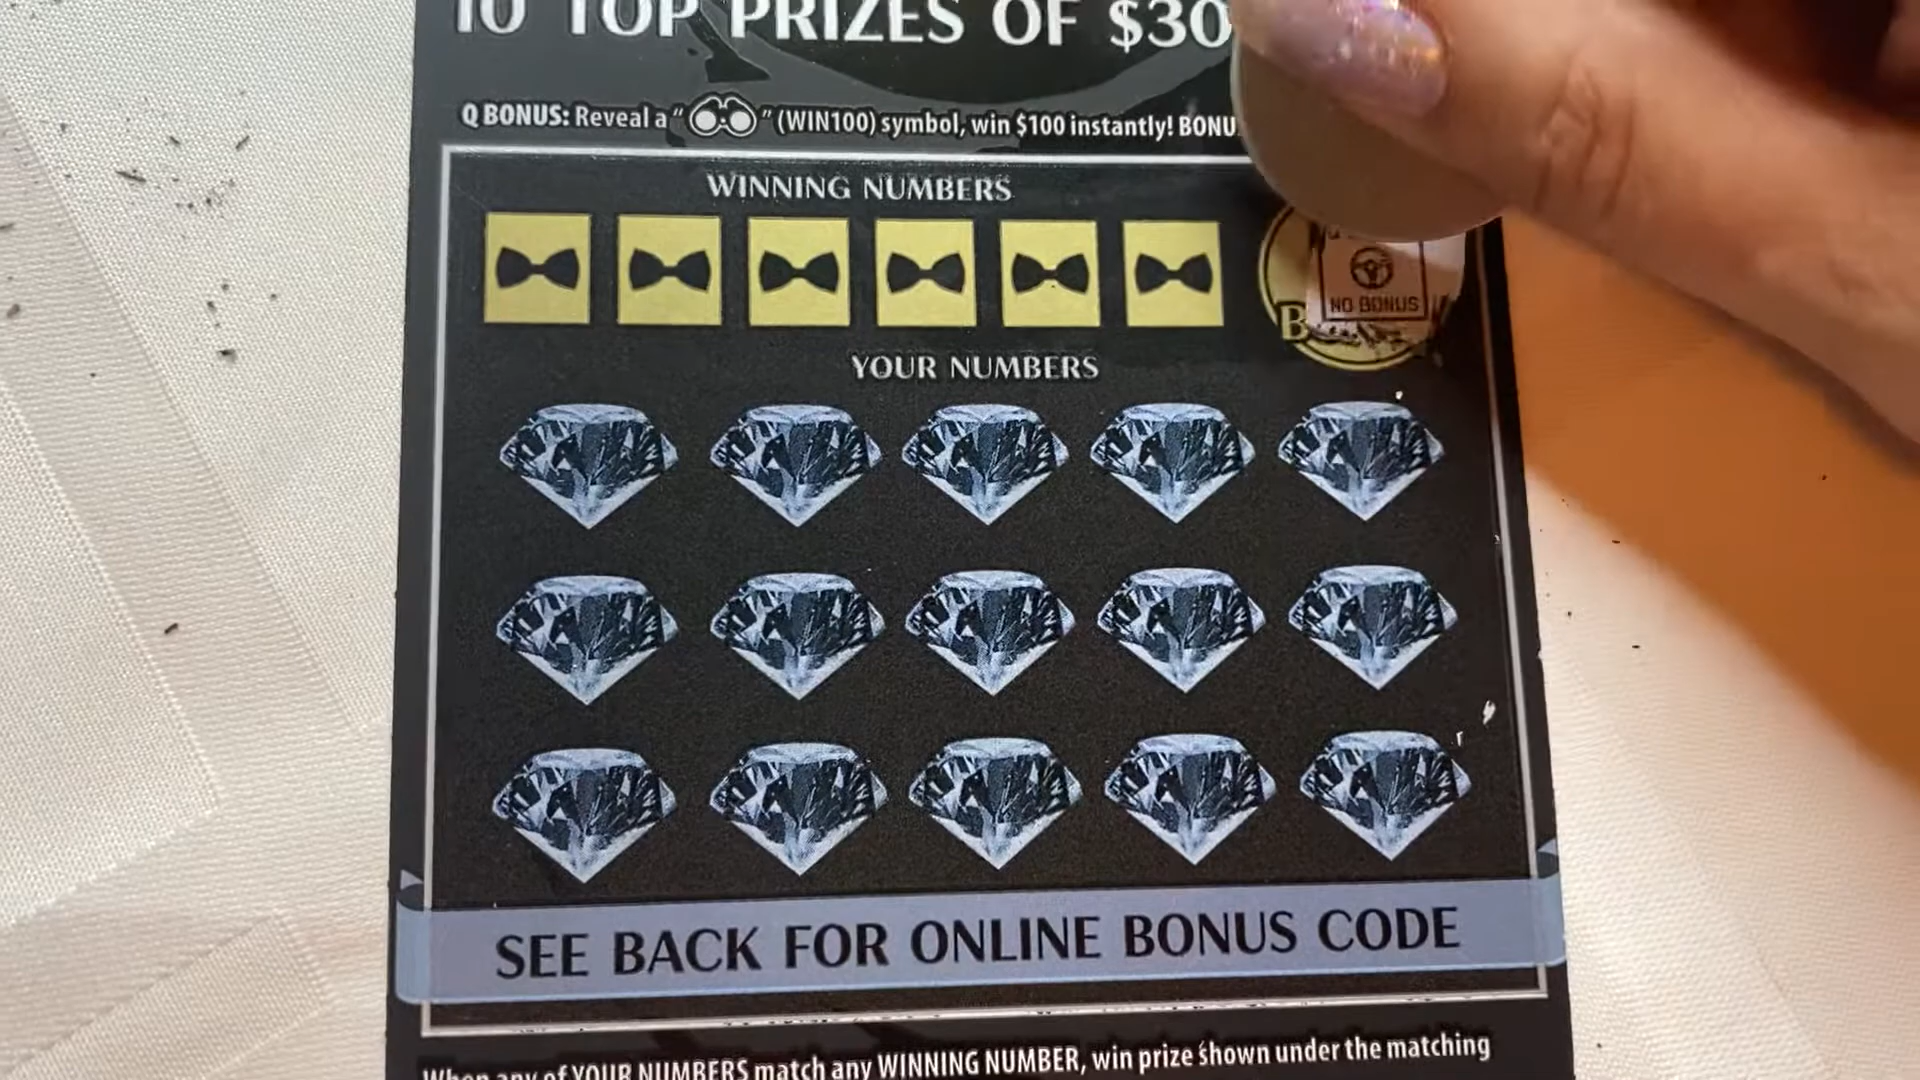 10 TOP PRIZES OF $30
Q BONUS: Reveal a " " (WIN100) symbol, win $100 instantly! BONU
WINNING NUMBERS
NO BONUS
YOUR NUMBERS
SEE BACK FOR ONLINE BONUS CODE
When any of YOUR NUMBERS match any WINNING NUMBER, win prize shown under the matching